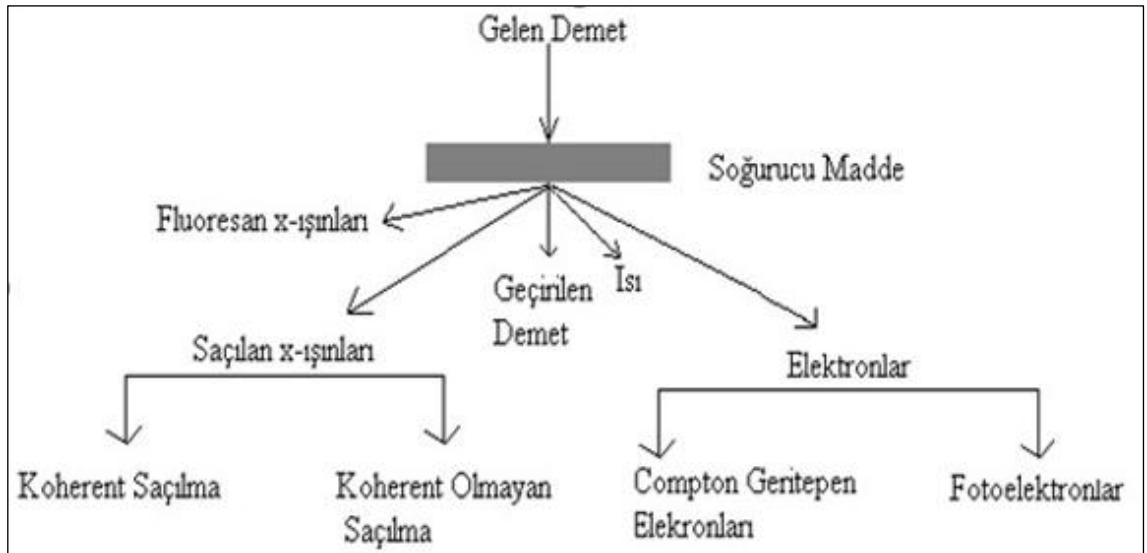 Gelen Demet
Soğurucu Madde
Fluoresan x-ışınları
Geçirilen
Demet
Isı
Saçılan x-ışınları
Elektronlar
Koherent Saçılma
Koherent Olmayan
Saçılma
Compton Geritepen
Elekronları
Fotoelektronlar